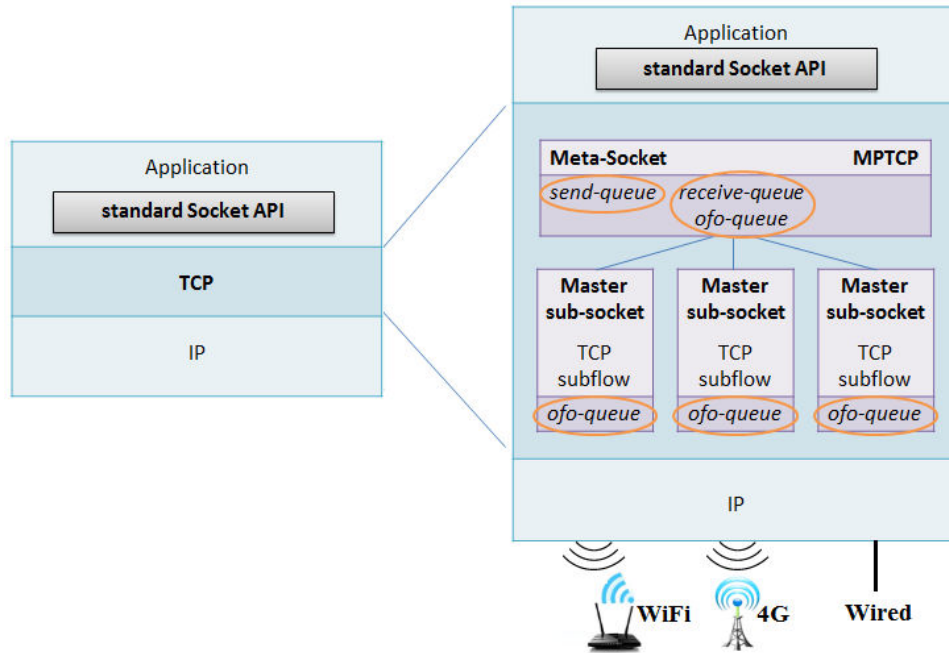 Application
standard Socket API
TCP
IP
Application
standard Socket API
Meta-Socket MPTCP
send-queue receive-queue
ofo-queue
Master
sub-socket
TCP
subflow
ofo-queue
Master
sub-socket
TCP
subflow
ofo-queue
Master
sub-socket
TCP
subflow
ofo-queue
IP
WiFi
4G
Wired